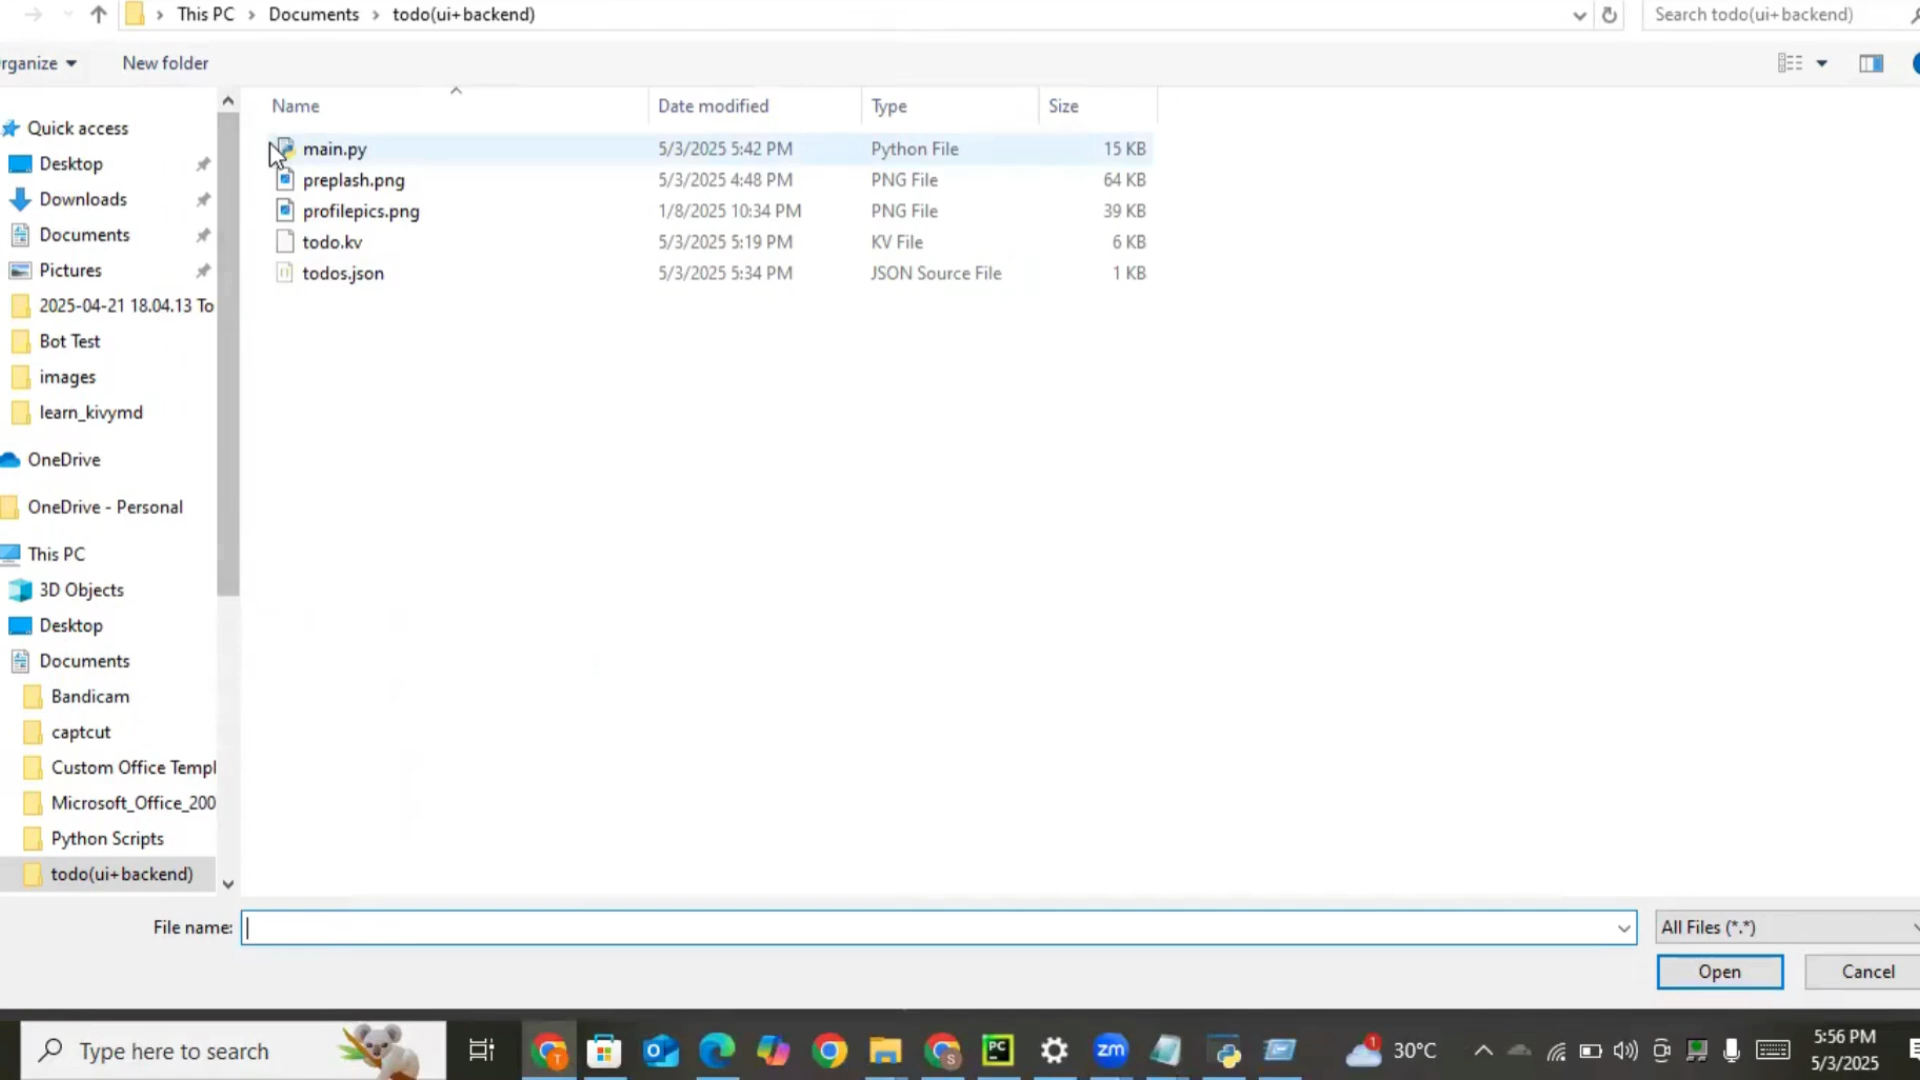 This PC > Documents > todo(ui+backend)
Search todo(ui+backend)
rganize
New folder
Name
Date modified
Type
Size
main.py 5/3/2025 5:42 PM Python File 15 KB
preplash.png 5/3/2025 4:48 PM PNG File 64 KB
profilepics.png 1/8/2025 10:34 PM PNG File 39 KB
todo.kv 5/3/2025 5:19 PM KV File 6 KB
todos.json 5/3/2025 5:34 PM JSON Source File 1 KB
Quick access
Desktop
Downloads
Documents
Pictures
2025-04-21 18.04.13 To
Bot Test
images
learn_kivymd
OneDrive
OneDrive - Personal
This PC
3D Objects
Desktop
Documents
Bandicam
captcut
Custom Office Templ
Microsoft_Office_200
Python Scripts
todo(ui+backend)
File name:
All Files (*.*)
Open
Cancel
Type here to search
PC
zm
1
30°C
5:56 PM
5/3/2025